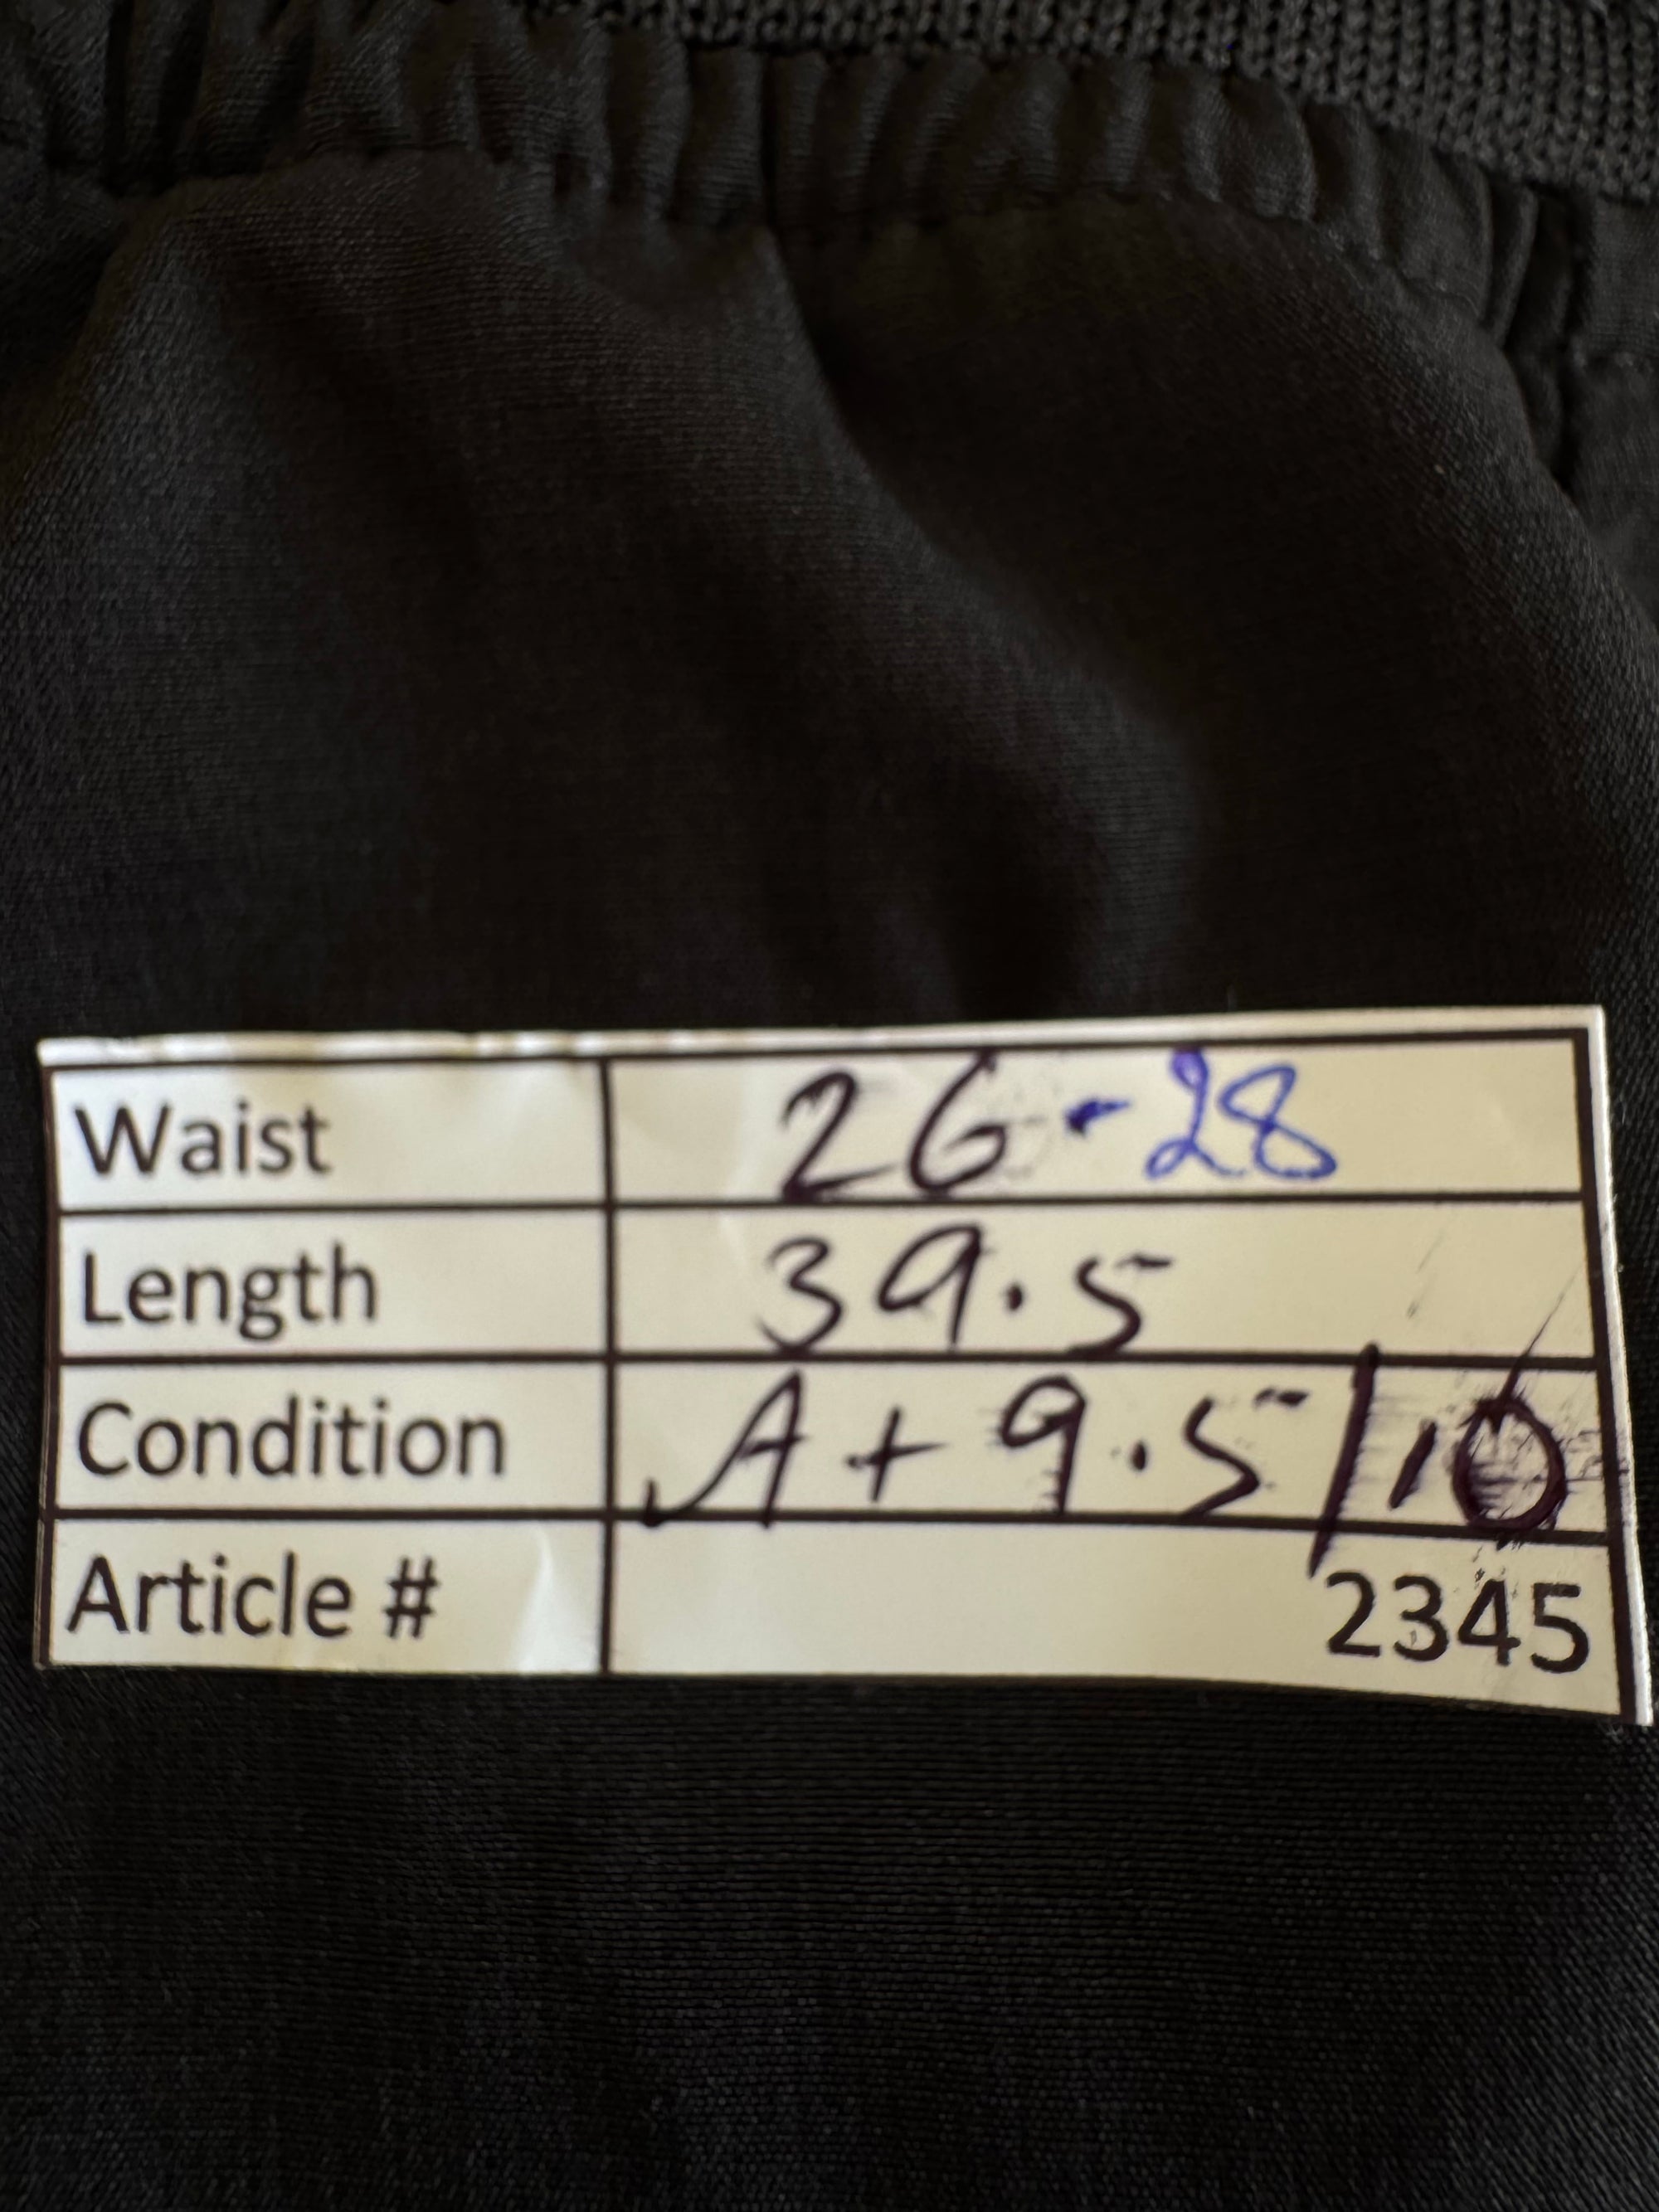 Waist 26-28
Length 39.5
Condition A+ 9.5/10
Article # 2345